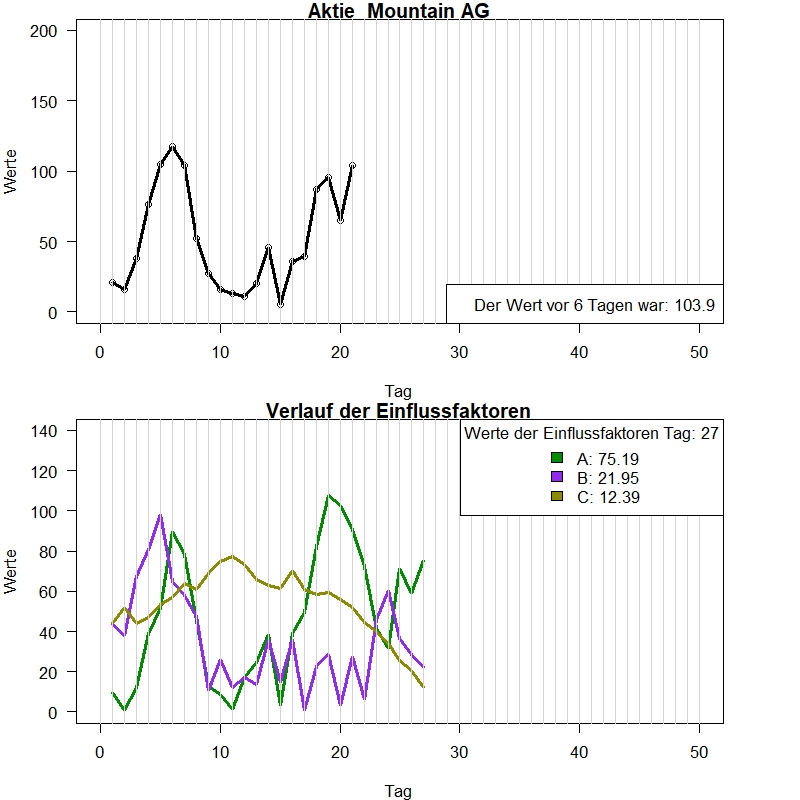 Aktie  Mountain AG
Werte
200
150
100
50
0
Der Wert vor 6 Tagen war: 103.9
0 10 20 30 40 50
Tag
Verlauf der Einflussfaktoren
Werte
140
120
100
80
60
40
20
0
Werte der Einflussfaktoren Tag: 27
A: 75.19
B: 21.95
C: 12.39
0 10 20 30 40 50
Tag